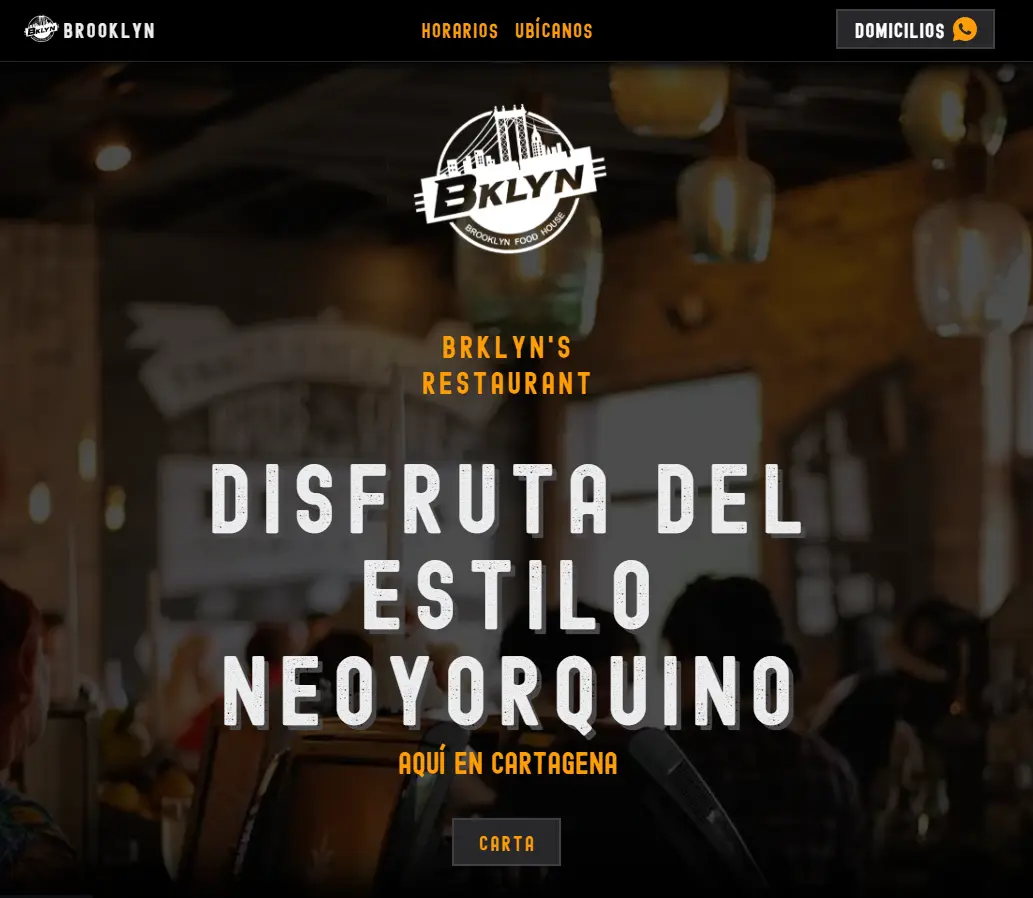 BKLYN BROOKLYN
HORARIOS UBÍCANOS
DOMICILIOS
BKLYN
BROOKLYN FOOD HOUSE
BRKLYN'S
RESTAURANT
DISFRUTA DEL
ESTILO
NEOYORQUINO
AQUÍ EN CARTAGENA
CARTA